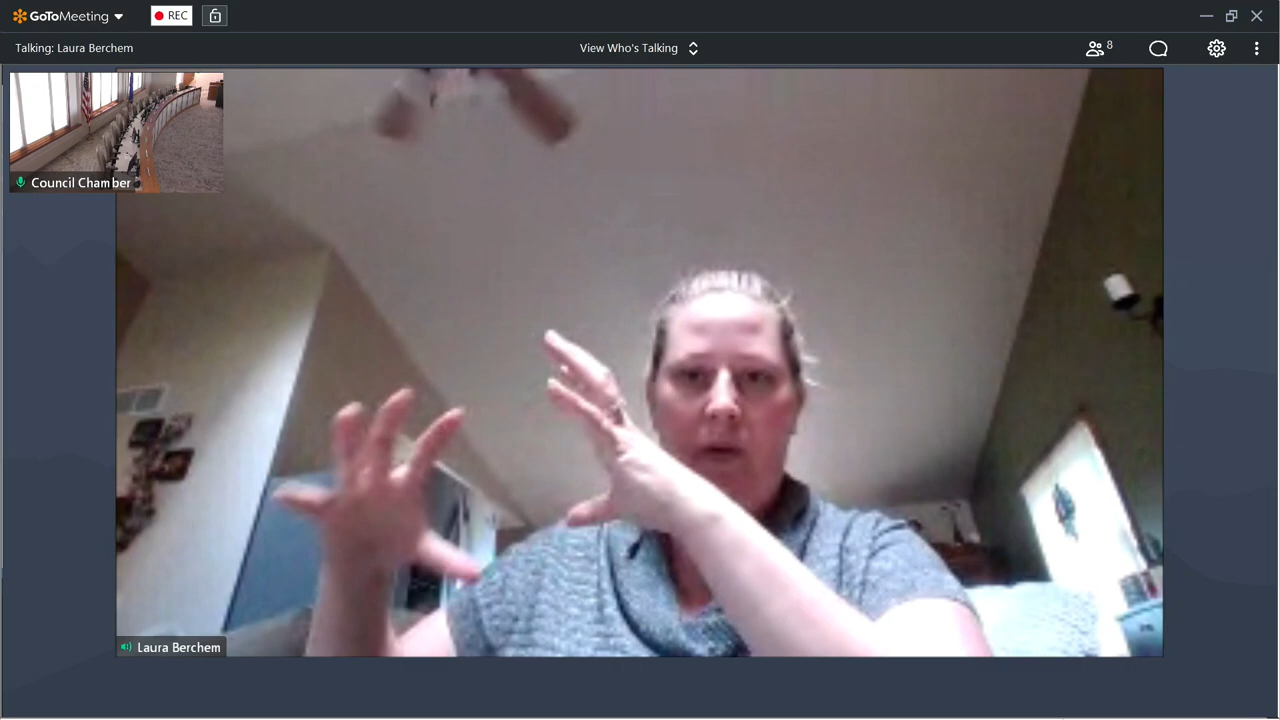 GoToMeeting
REC
Talking: Laura Berchem
View Who's Talking
8
Council Chamber
Laura Berchem